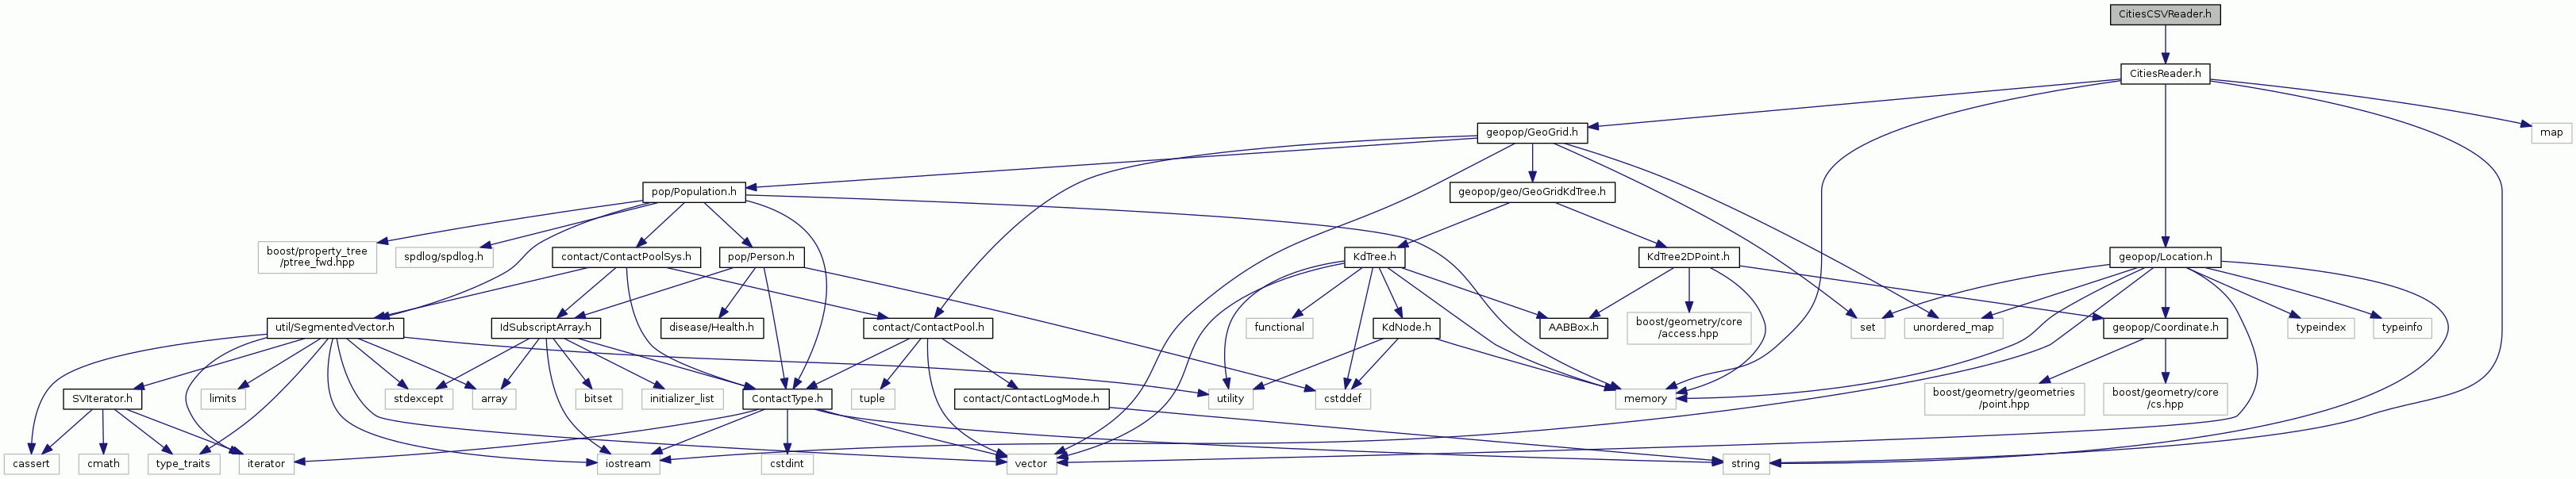 CitiesCSVReader.h
CitiesReader.h
geopop/GeoGrid.h
map
pop/Population.h
geopop/geo/GeoGridKdTree.h
boost/property_tree
/ptree_fwd.hpp
spdlog/spdlog.h
contact/ContactPoolSys.h
pop/Person.h
KdTree.h
KdTree2DPoint.h
geopop/Location.h
util/SegmentedVector.h
IdSubscriptArray.h
disease/Health.h
contact/ContactPool.h
functional
KdNode.h
AABBox.h
boost/geometry/core
/access.hpp
set
unordered_map
geopop/Coordinate.h
typeindex
typeinfo
SVIterator.h
limits
stdexcept
array
bitset
initializer_list
ContactType.h
tuple
contact/ContactLogMode.h
utility
cstddef
memory
boost/geometry/geometries
/point.hpp
boost/geometry/core
/cs.hpp
cassert
cmath
type_traits
iterator
iostream
cstdint
vector
string